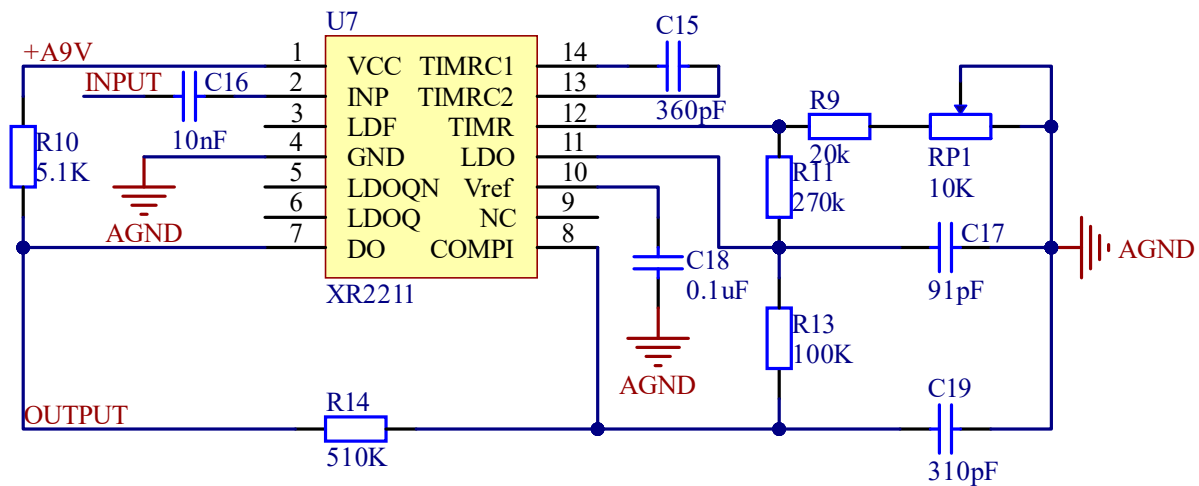 U7
C15
+A9V
1
VCC
TIMRC1
14
INPUT
C16
2
INP
TIMRC2
13
360pF
R9
R10
10nF
3
LDF
TIMR
12
5.1K
4
GND
LDO
11
20k
RP1
R11
10K
270k
5
LDOQN
Vref
10
AGND
6
LDOQ
NC
9
7
DO
COMPI
8
C17
AGND
C18
0.1uF
91pF
XR2211
R13
100K
AGND
C19
R14
OUTPUT
510K
310pF